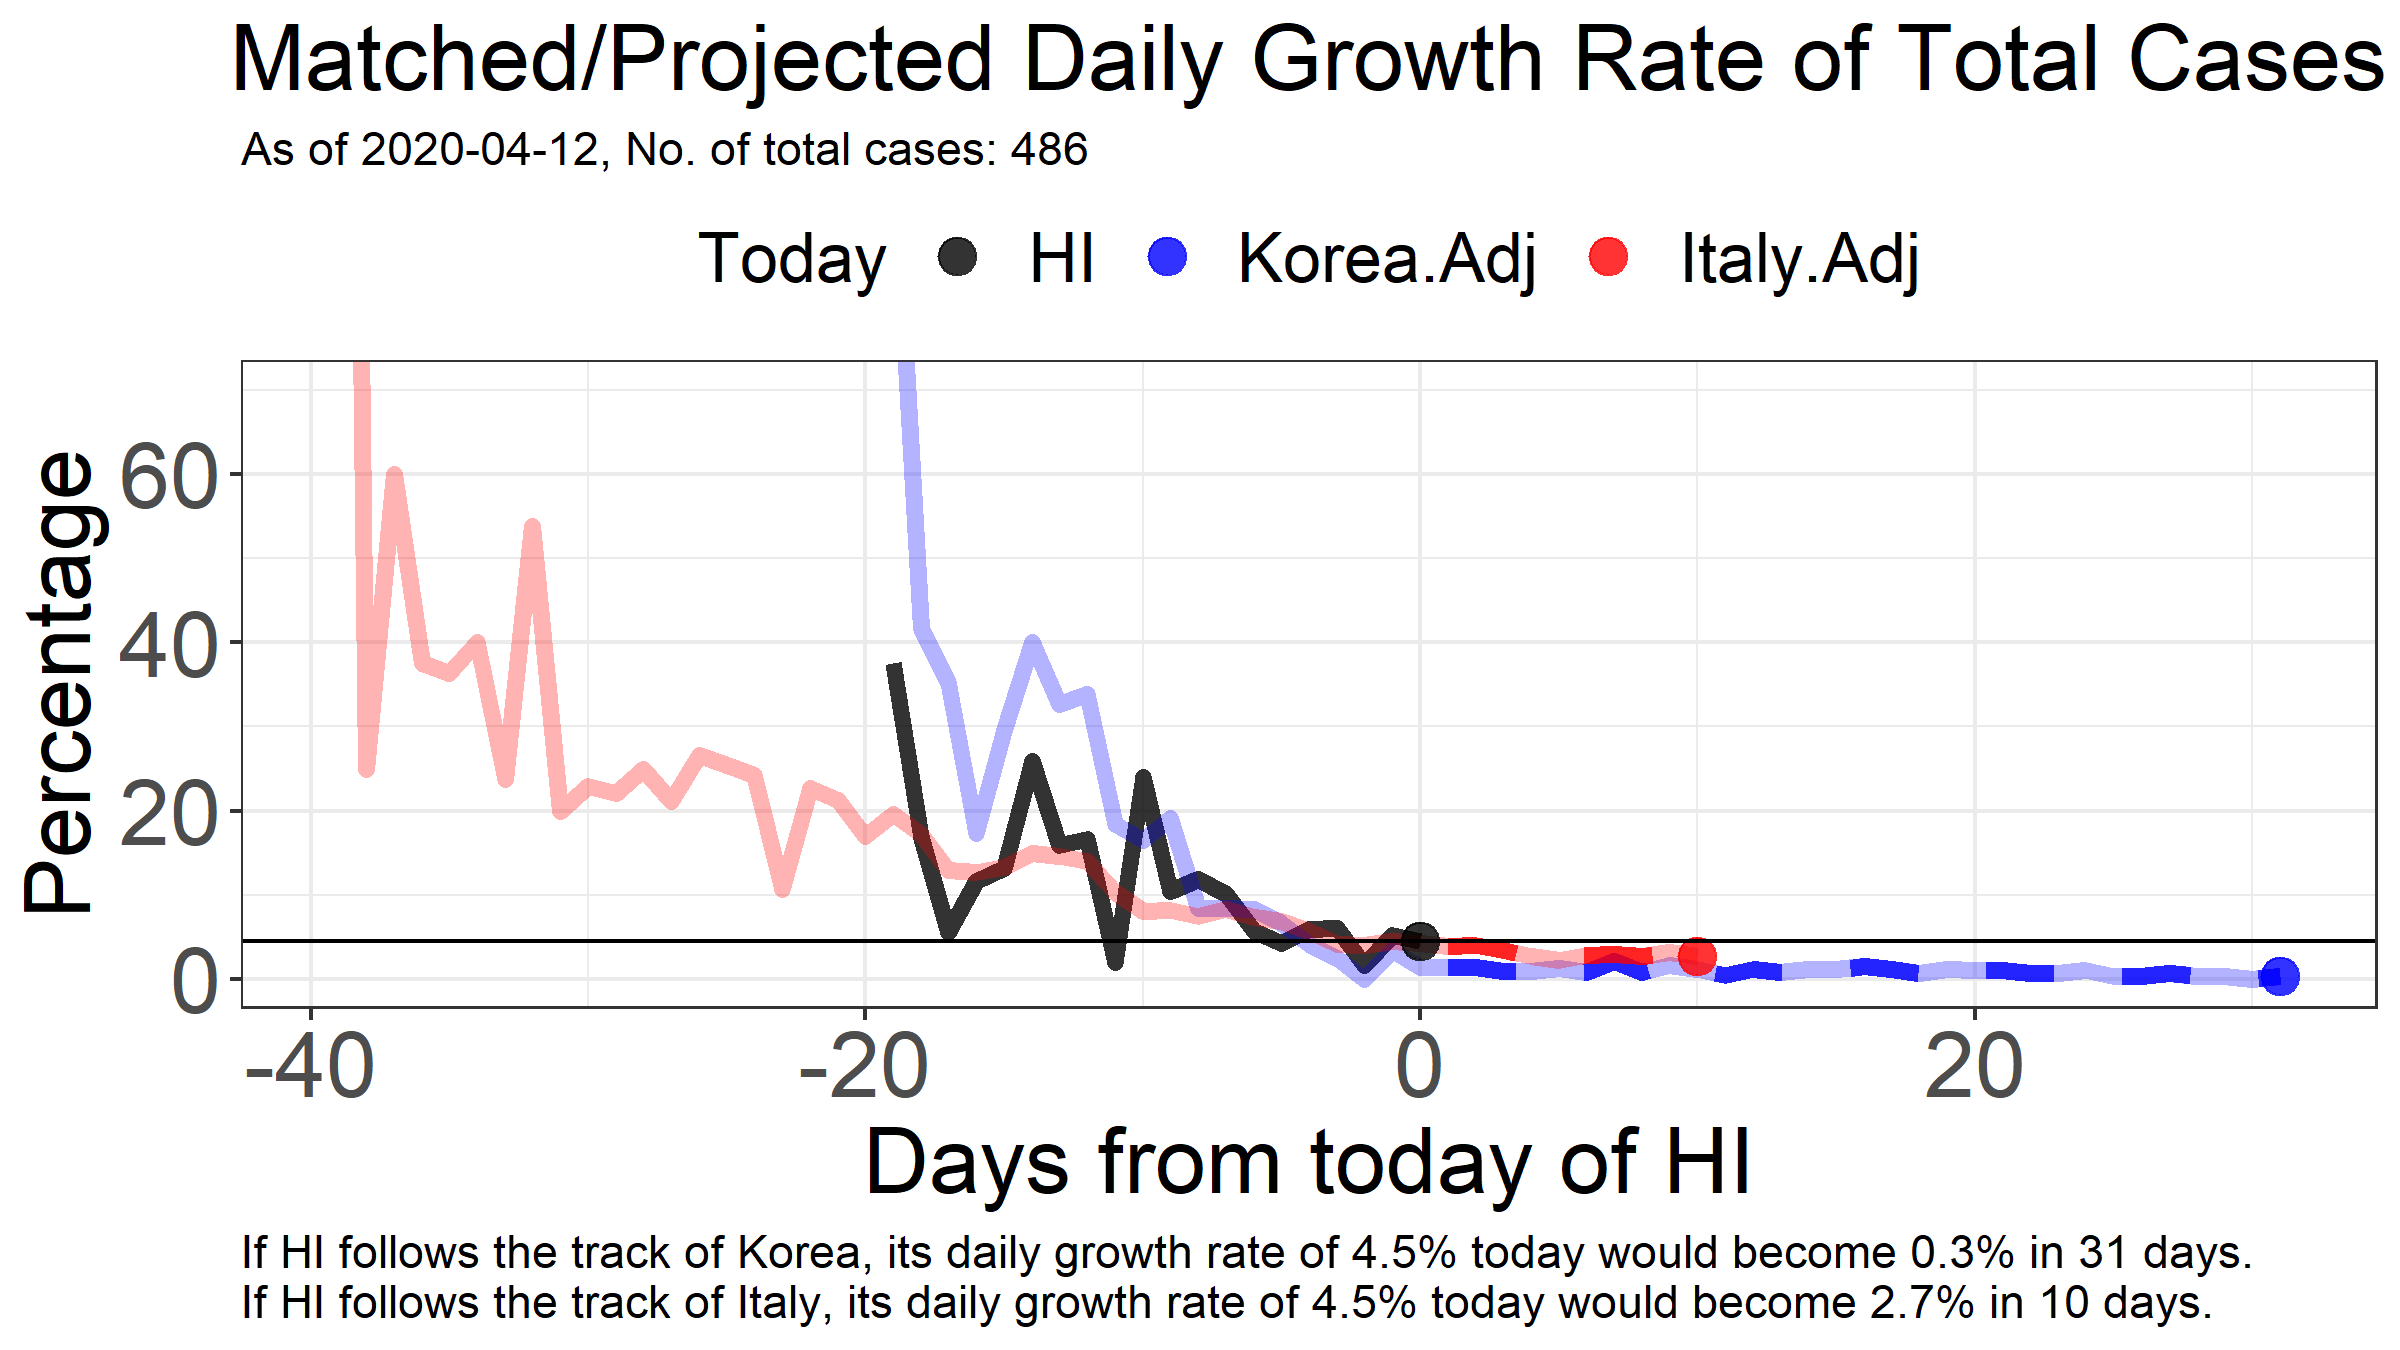 Matched/Projected Daily Growth Rate of Total Cases
As of 2020-04-12, No. of total cases: 486
Today HI Korea.Adj Italy.Adj
Percentage
60
40
20
0
-40 -20 0 20
Days from today of HI
If HI follows the track of Korea, its daily growth rate of 4.5% today would become 0.3% in 31 days.
If HI follows the track of Italy, its daily growth rate of 4.5% today would become 2.7% in 10 days.